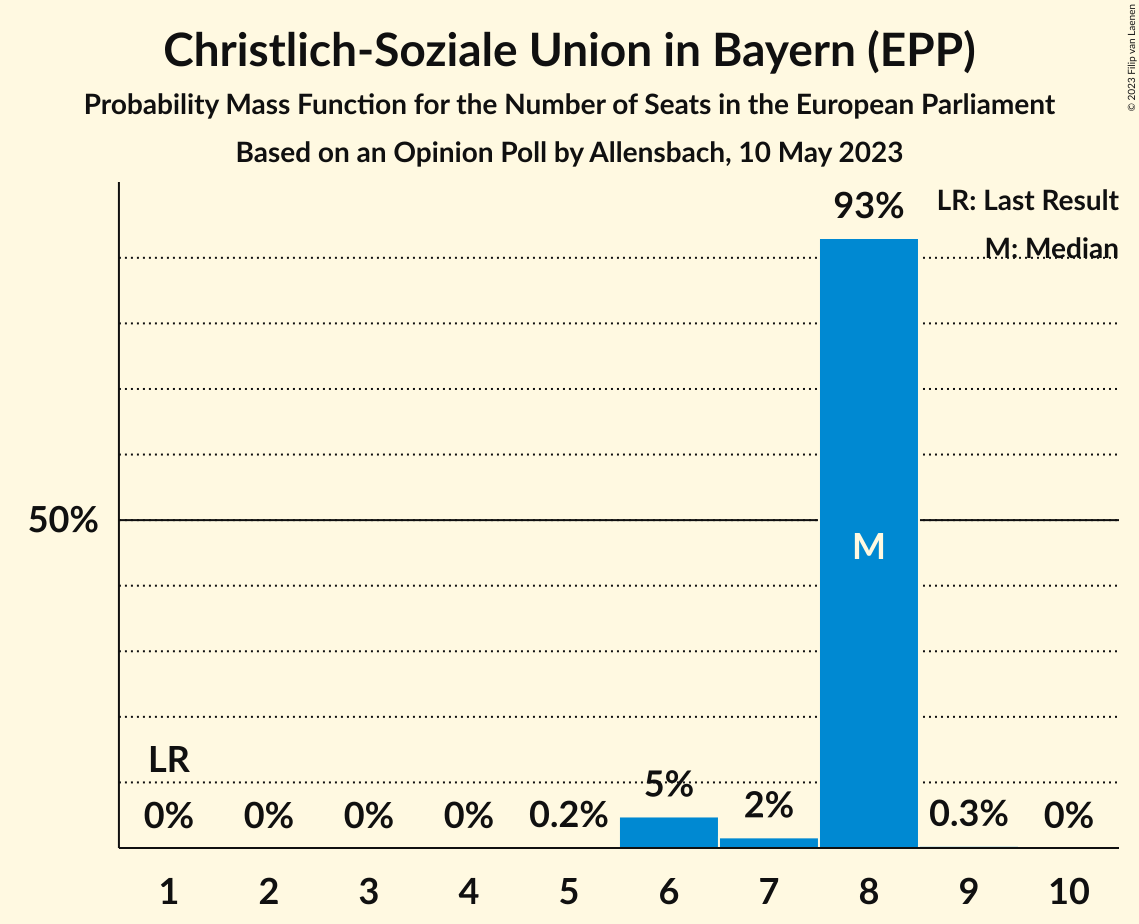 Christlich-Soziale Union in Bayern (EPP)
Probability Mass Function for the Number of Seats in the European Parliament
Based on an Opinion Poll by Allensbach, 10 May 2023
© 2023 Filip van Laenen
LR: Last Result
M: Median
93%
50%
M
LR
0% 0% 0% 0% 0.2% 5% 2% 0.3% 0%
1 2 3 4 5 6 7 8 9 10